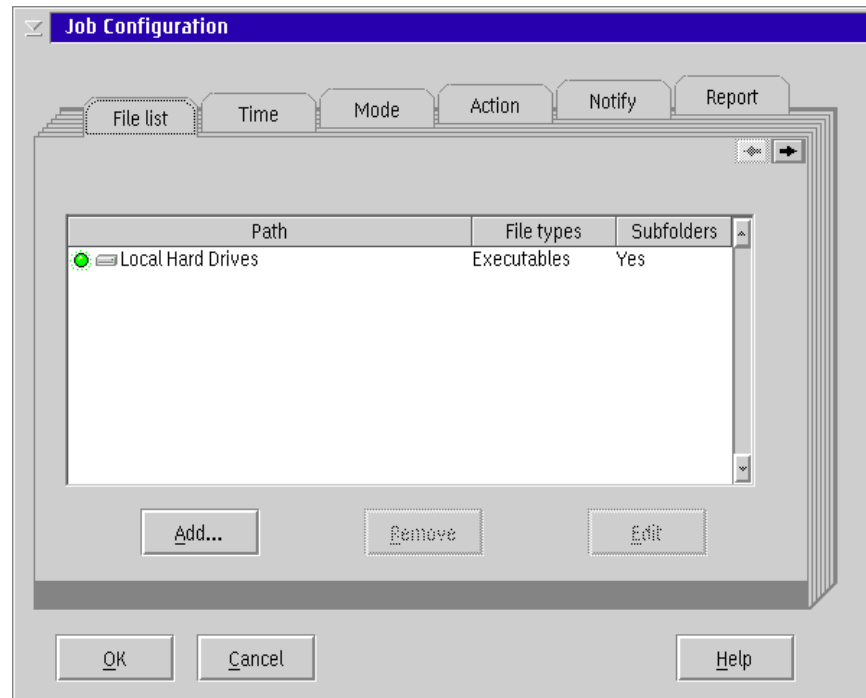 Job Configuration
File list Time Mode Action Notify Report
Path File types Subfolders
Local Hard Drives Executables Yes
Add... Remove Edit
OK Cancel Help